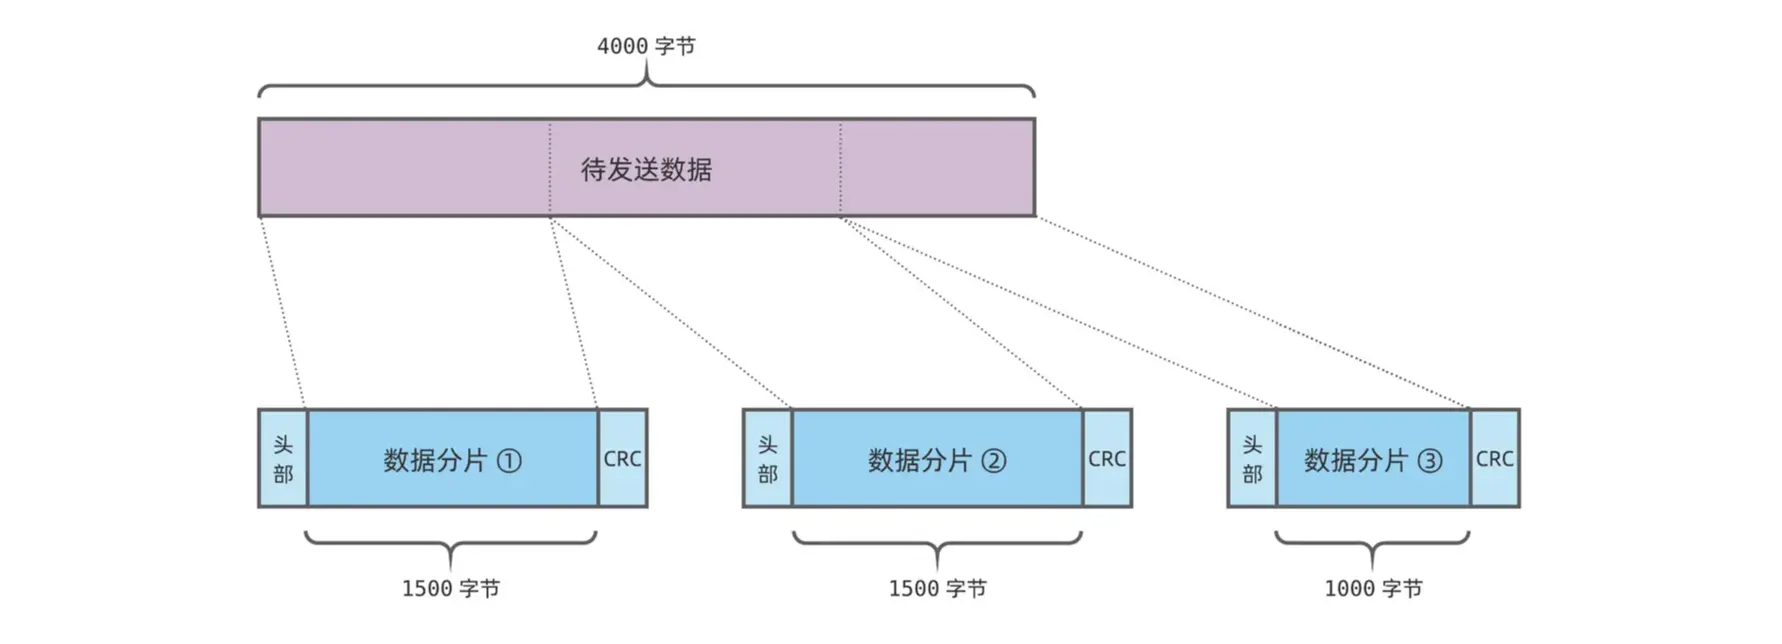 4000 字节
待发送数据
头部
数据分片 ①
CRC
头部
数据分片 ②
CRC
头部
数据分片 ③
CRC
1500 字节
1500 字节
1000 字节